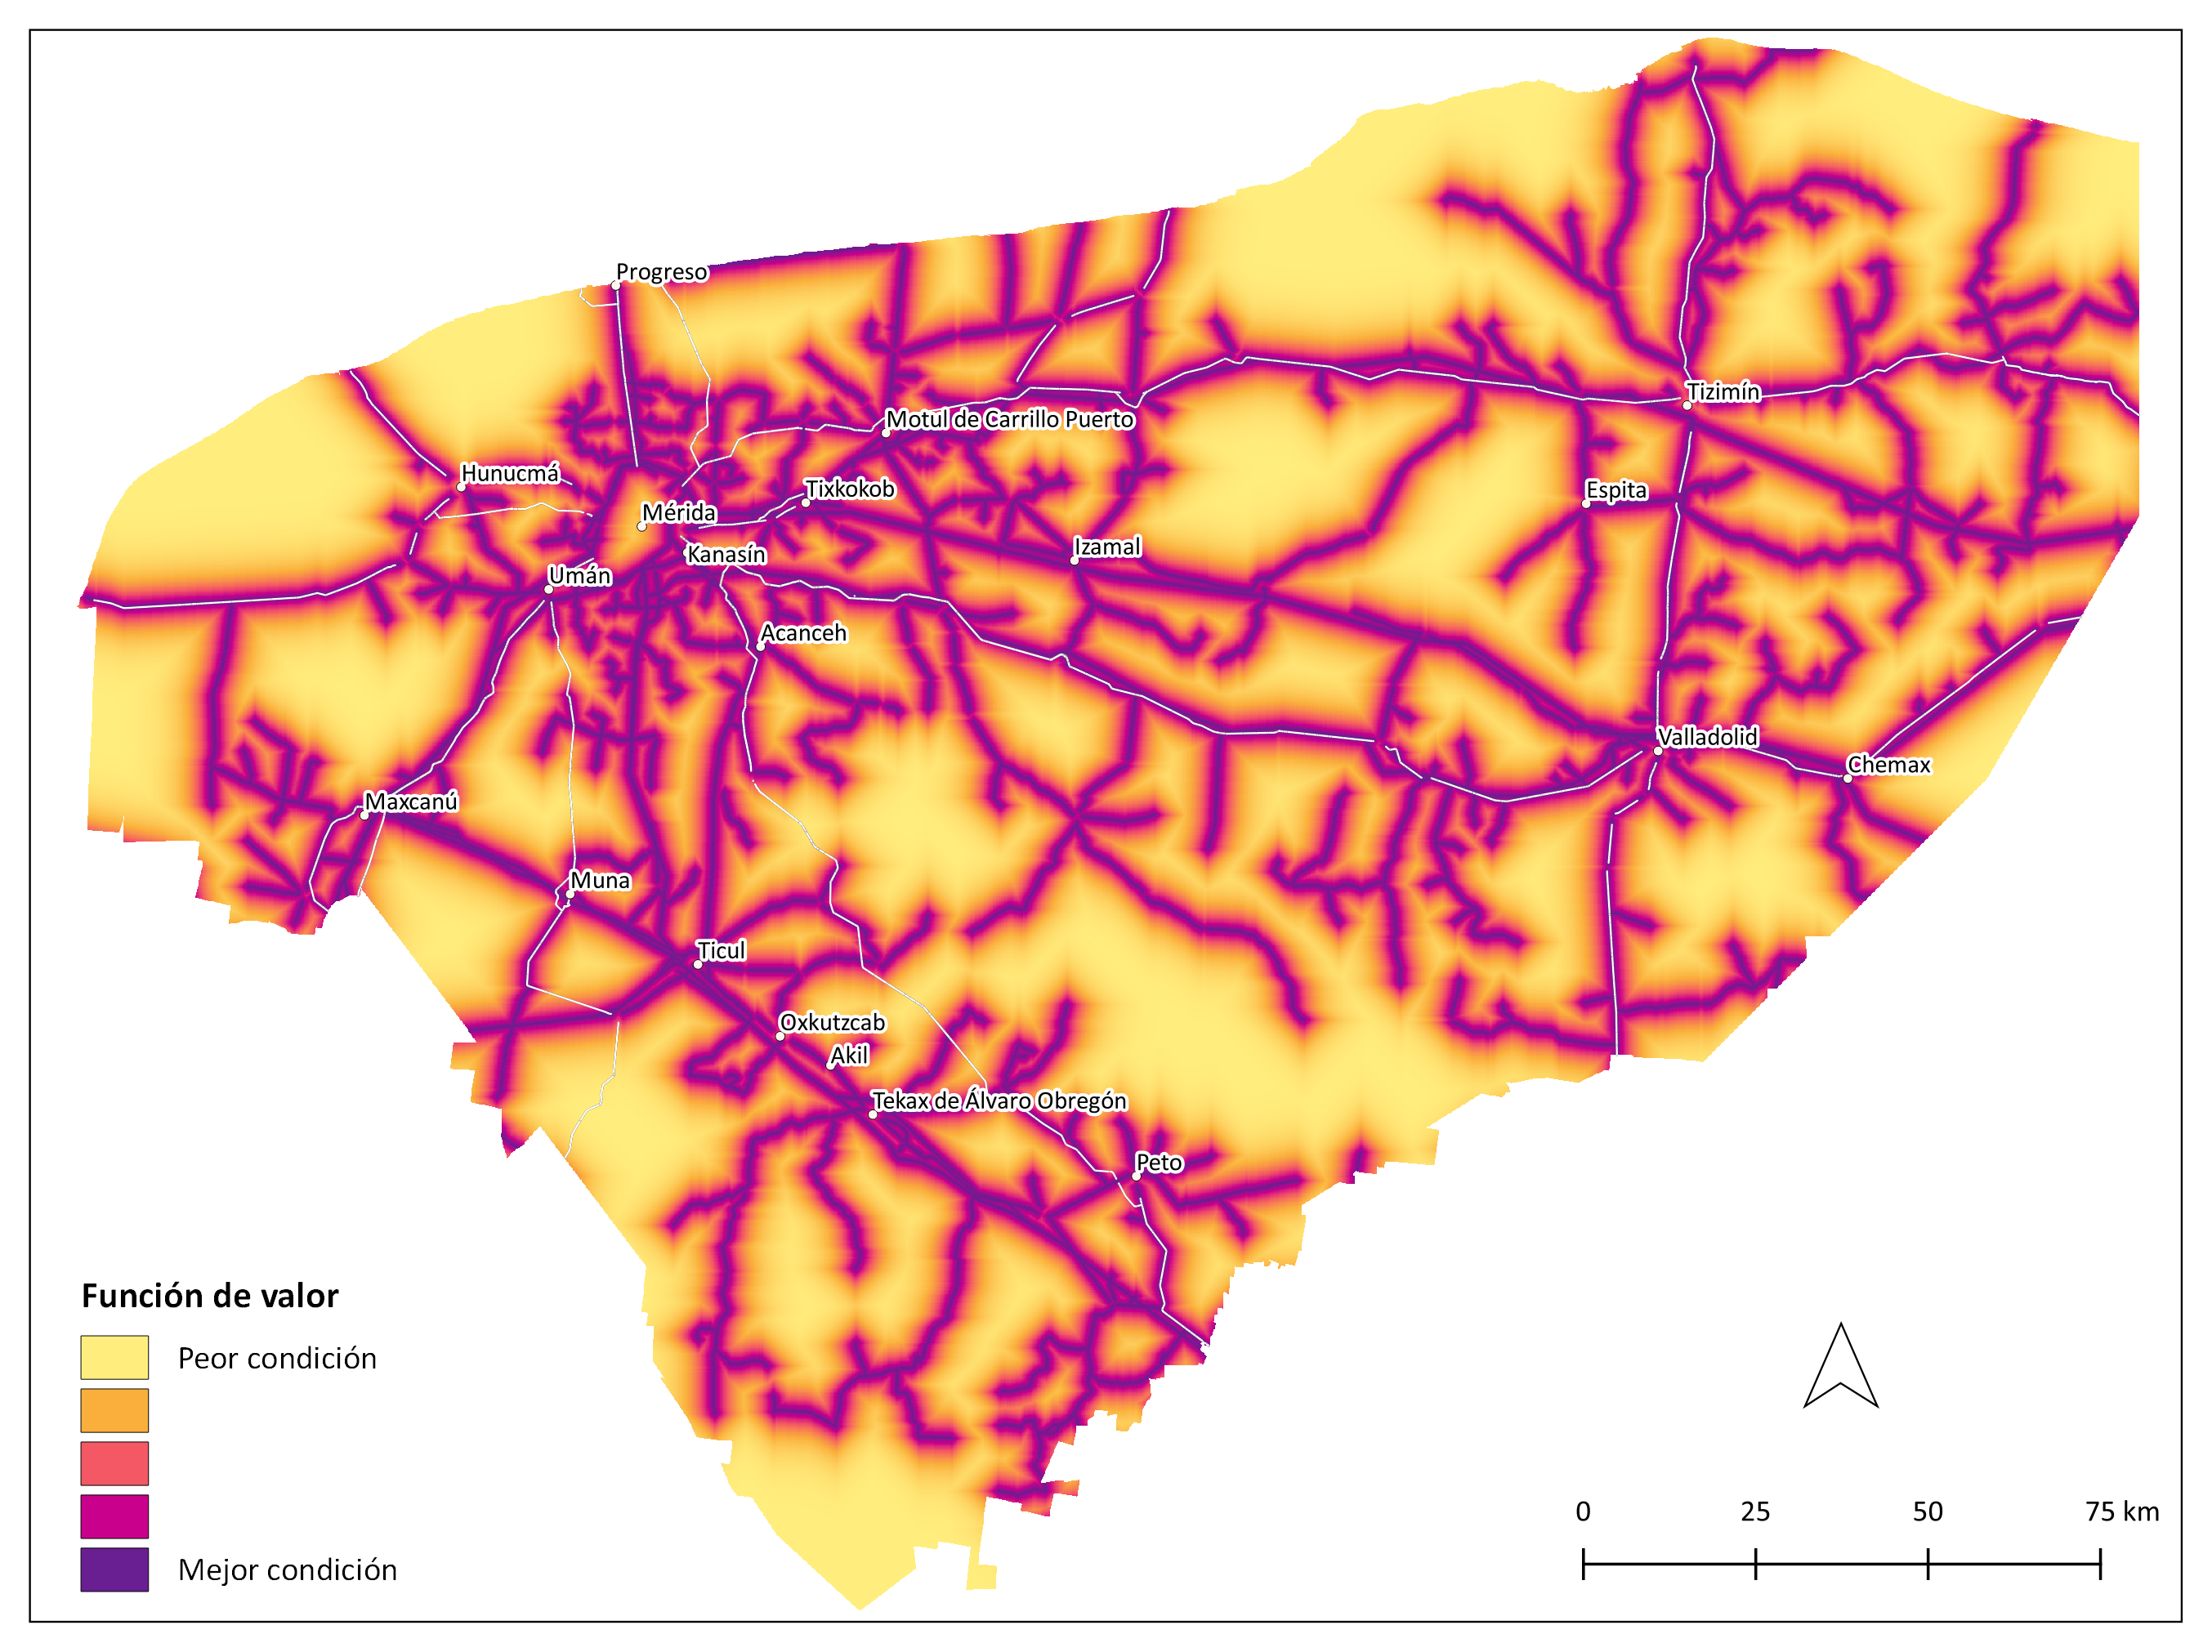 Progreso
Tizimín
Motul de Carrillo Puerto
Hunucmá
Tixkokob
Espita
Mérida
Izamal
Kanasín
Umán
Acanceh
Valladolid
Chemax
Maxcanú
Muna
Ticul
Oxkutzcab
Akil
Tekax de Álvaro Obregón
Peto
Función de valor
Peor condición
Mejor condición
0 25 50 75 km